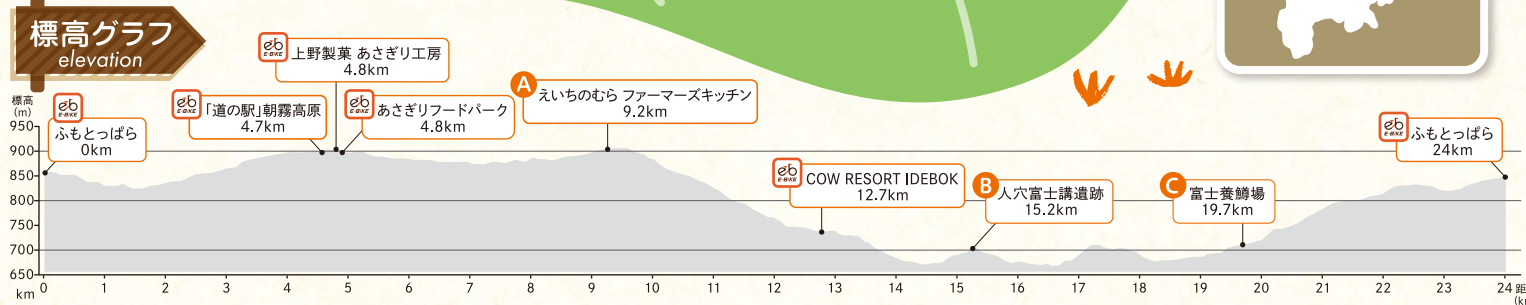 標高グラフ
elevation
標高
(m)
eb
E-BIKE
ふもとっぱら
0km
eb
E-BIKE
「道の駅」朝霧高原
4.7km
eb
E-BIKE
上野製菓 あさぎり工房
4.8km
eb
E-BIKE
あさぎりフードパーク
4.8km
A
えいちのむら ファーマーズキッチン
9.2km
eb
E-BIKE
COW RESORT IDEBOK
12.7km
B
人穴富士講遺跡
15.2km
C
富士養鱒場
19.7km
eb
E-BIKE
ふもとっぱら
24km
950
900
850
800
750
700
650
km
0 1 2 3 4 5 6 7 8 9 10 11 12 13 14 15 16 17 18 19 20 21 22 23 24